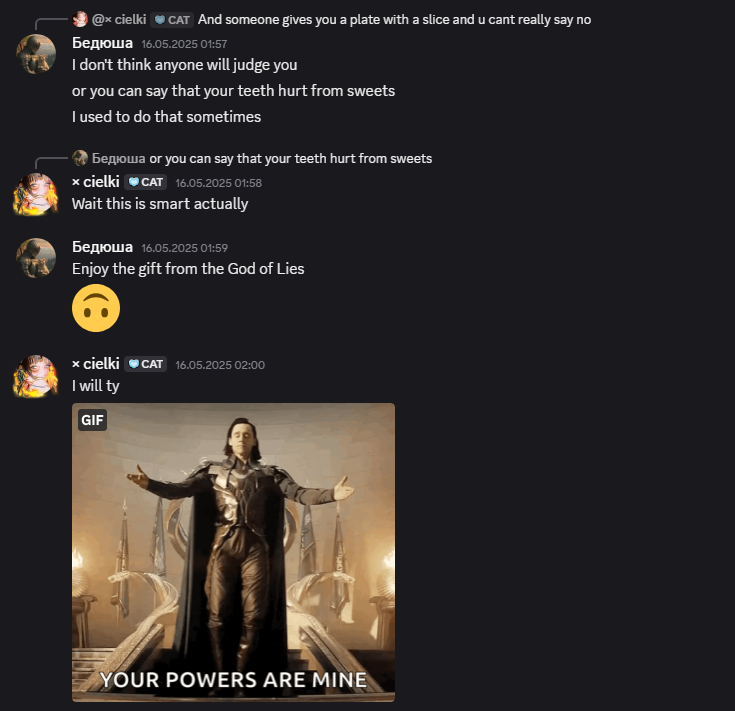 @× cielki CAT And someone gives you a plate with a slice and u cant really say no
Бедюша 16.05.2025 01:57
I don't think anyone will judge you
or you can say that your teeth hurt from sweets
I used to do that sometimes
Бедюша or you can say that your teeth hurt from sweets
× cielki CAT 16.05.2025 01:58
Wait this is smart actually
Бедюша 16.05.2025 01:59
Enjoy the gift from the God of Lies
× cielki CAT 16.05.2025 02:00
I will ty
GIF
YOUR POWERS ARE MINE